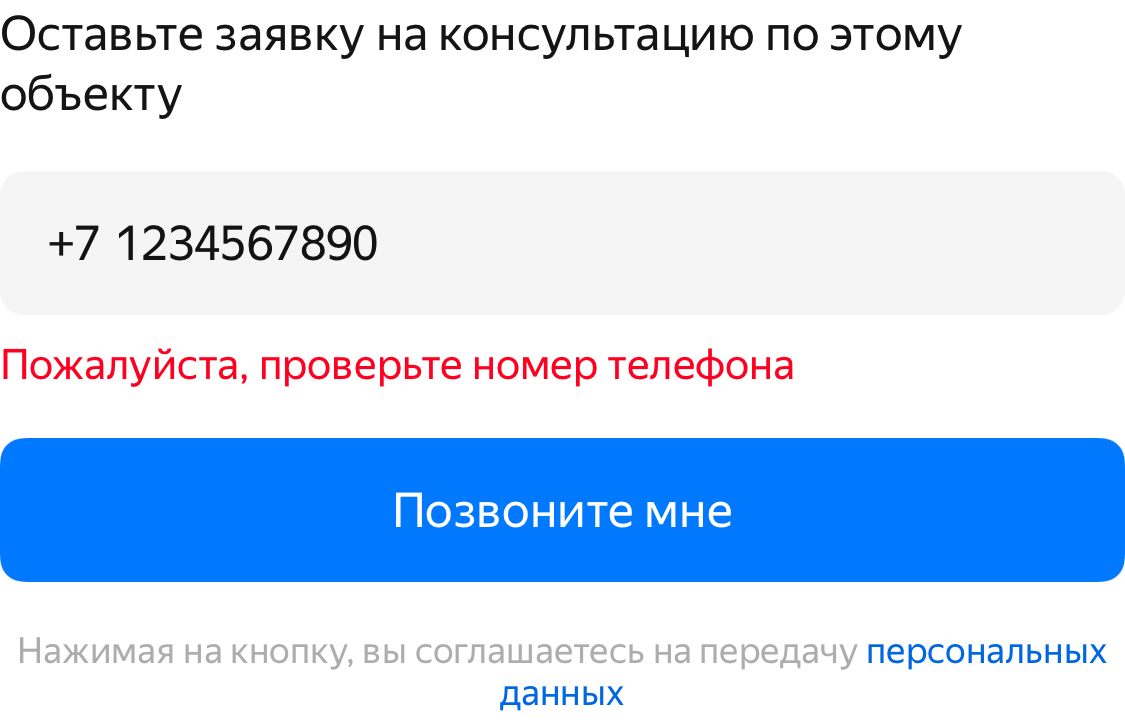 Оставьте заявку на консультацию по этому
объекту
+7 1234567890
Пожалуйста, проверьте номер телефона
Позвоните мне
Нажимая на кнопку, вы соглашаетесь на передачу персональных
данных